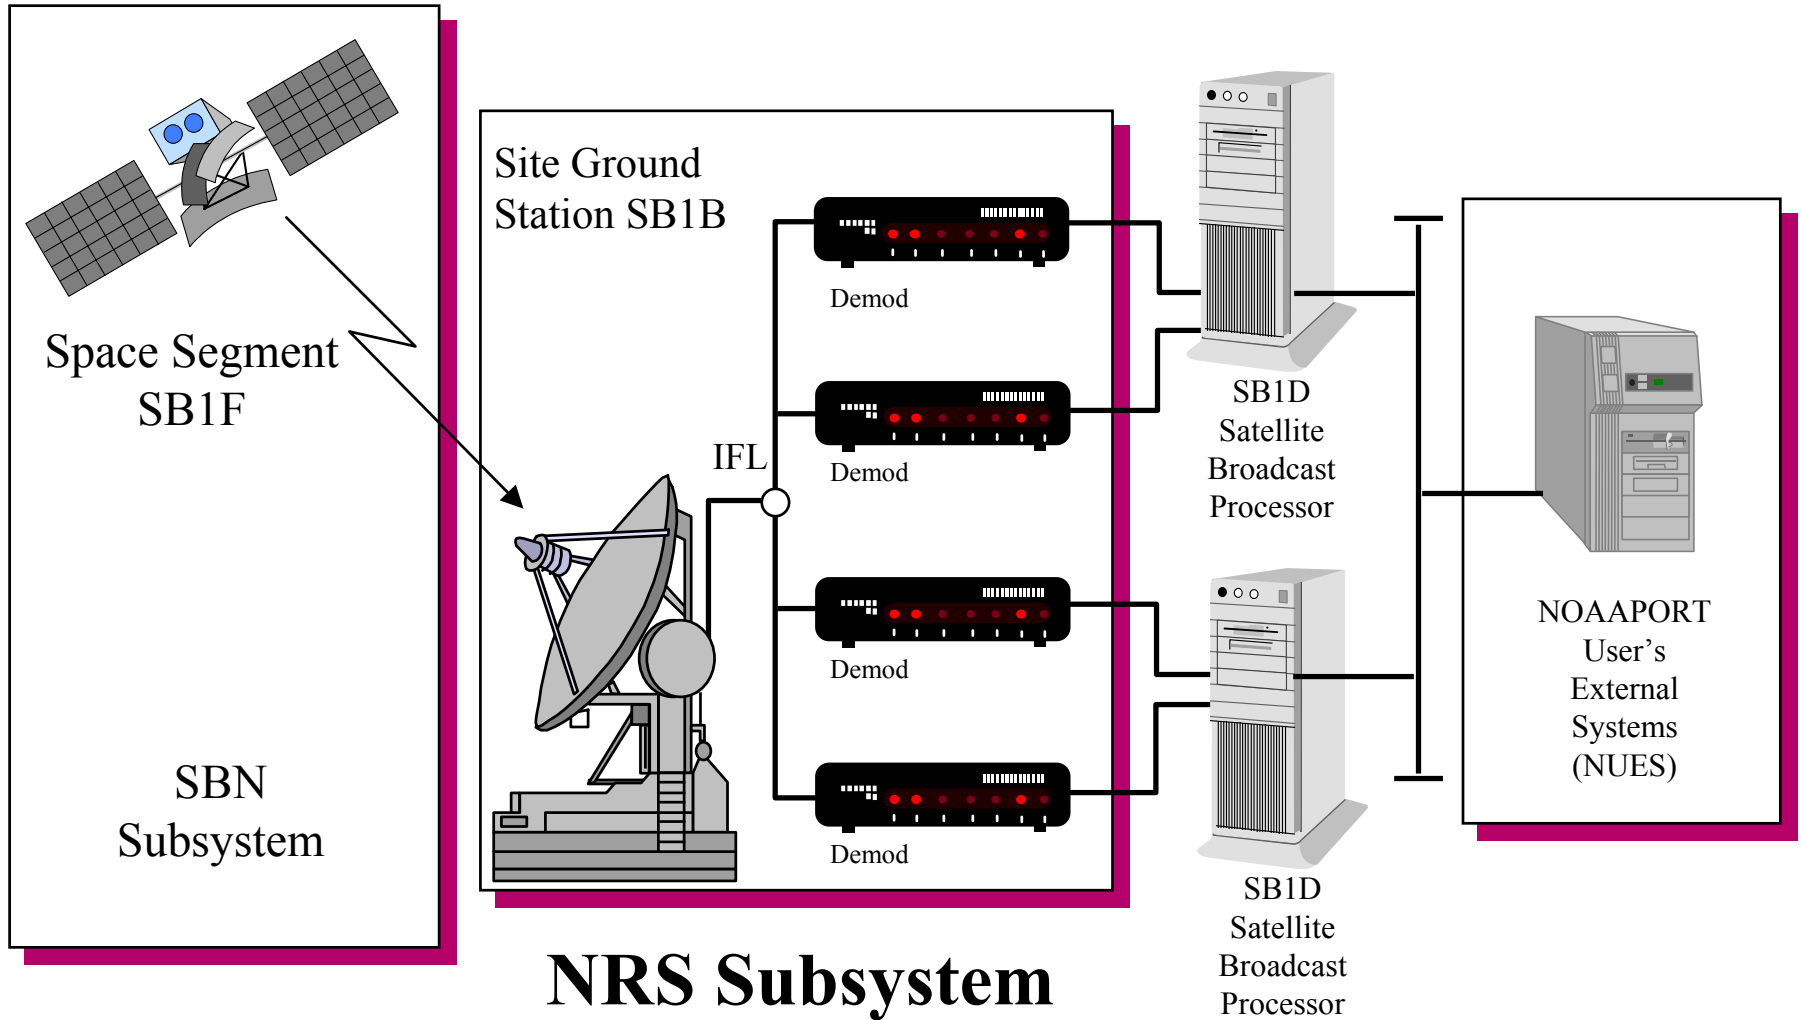 Space Segment
SB1F
SBN
Subsystem
Site Ground
Station SB1B
IFL
Demod
Demod
Demod
Demod
NRS Subsystem
SB1D
Satellite
Broadcast
Processor
SB1D
Satellite
Broadcast
Processor
NOAAPORT
User’s
External
Systems
(NUES)